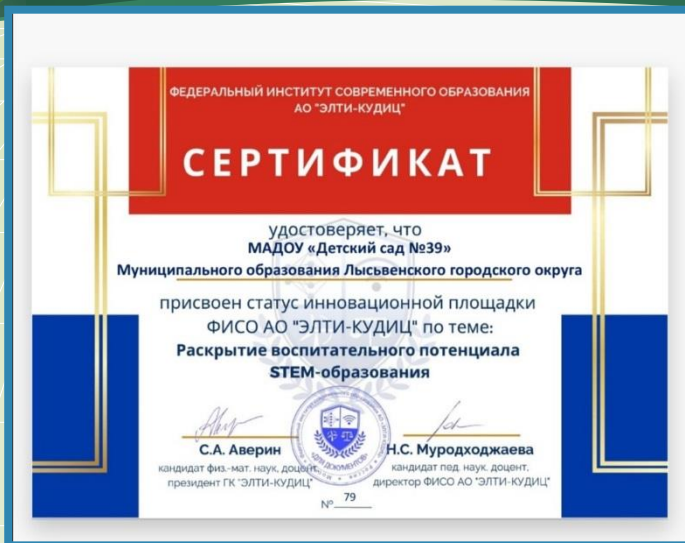 ФЕДЕРАЛЬНЫЙ ИНСТИТУТ СОВРЕМЕННОГО ОБРАЗОВАНИЯ
АО "ЭЛТИ-КУДИЦ"
СЕРТИФИКАТ
удостоверяет, что
МАДОУ «Детский сад №39»
Муниципального образования Лысьвенского городского округа
присвоен статус инновационной площадки
ФИСО АО "ЭЛТИ-КУДИЦ" по теме:
Раскрытие воспитательного потенциала
STEM-образования
С.А. Аверин
кандидат физ.-мат. наук, доцент,
президент ГК "ЭЛТИ-КУДИЦ"
Н.С. Муродходжаева
кандидат пед. наук. доцент,
директор ФИСО АО "ЭЛТИ-КУДИЦ"
«ДЛЯ ДОКУМЕНТОВ»
№ 79